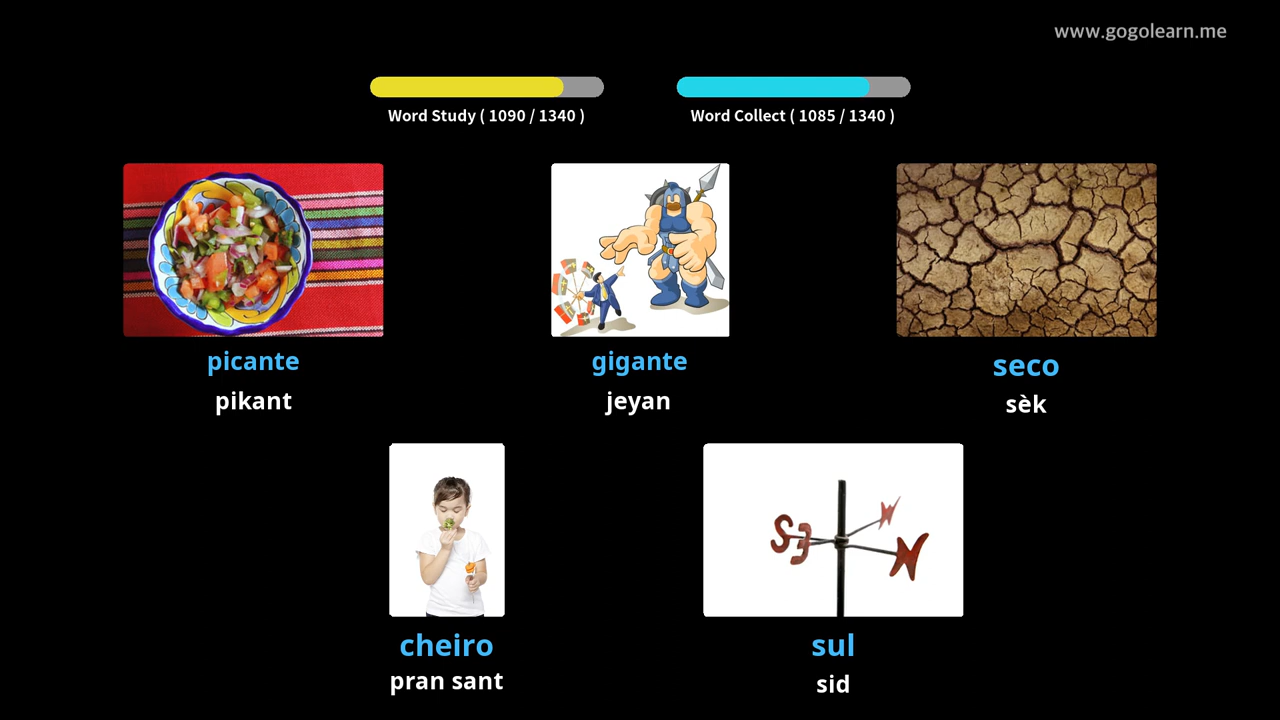 www.gogolearn.me
Word Study ( 1090 / 1340 )
Word Collect ( 1085 / 1340 )
picante
pikant
gigante
jeyan
seco
sèk
cheiro
pran sant
sul
sid